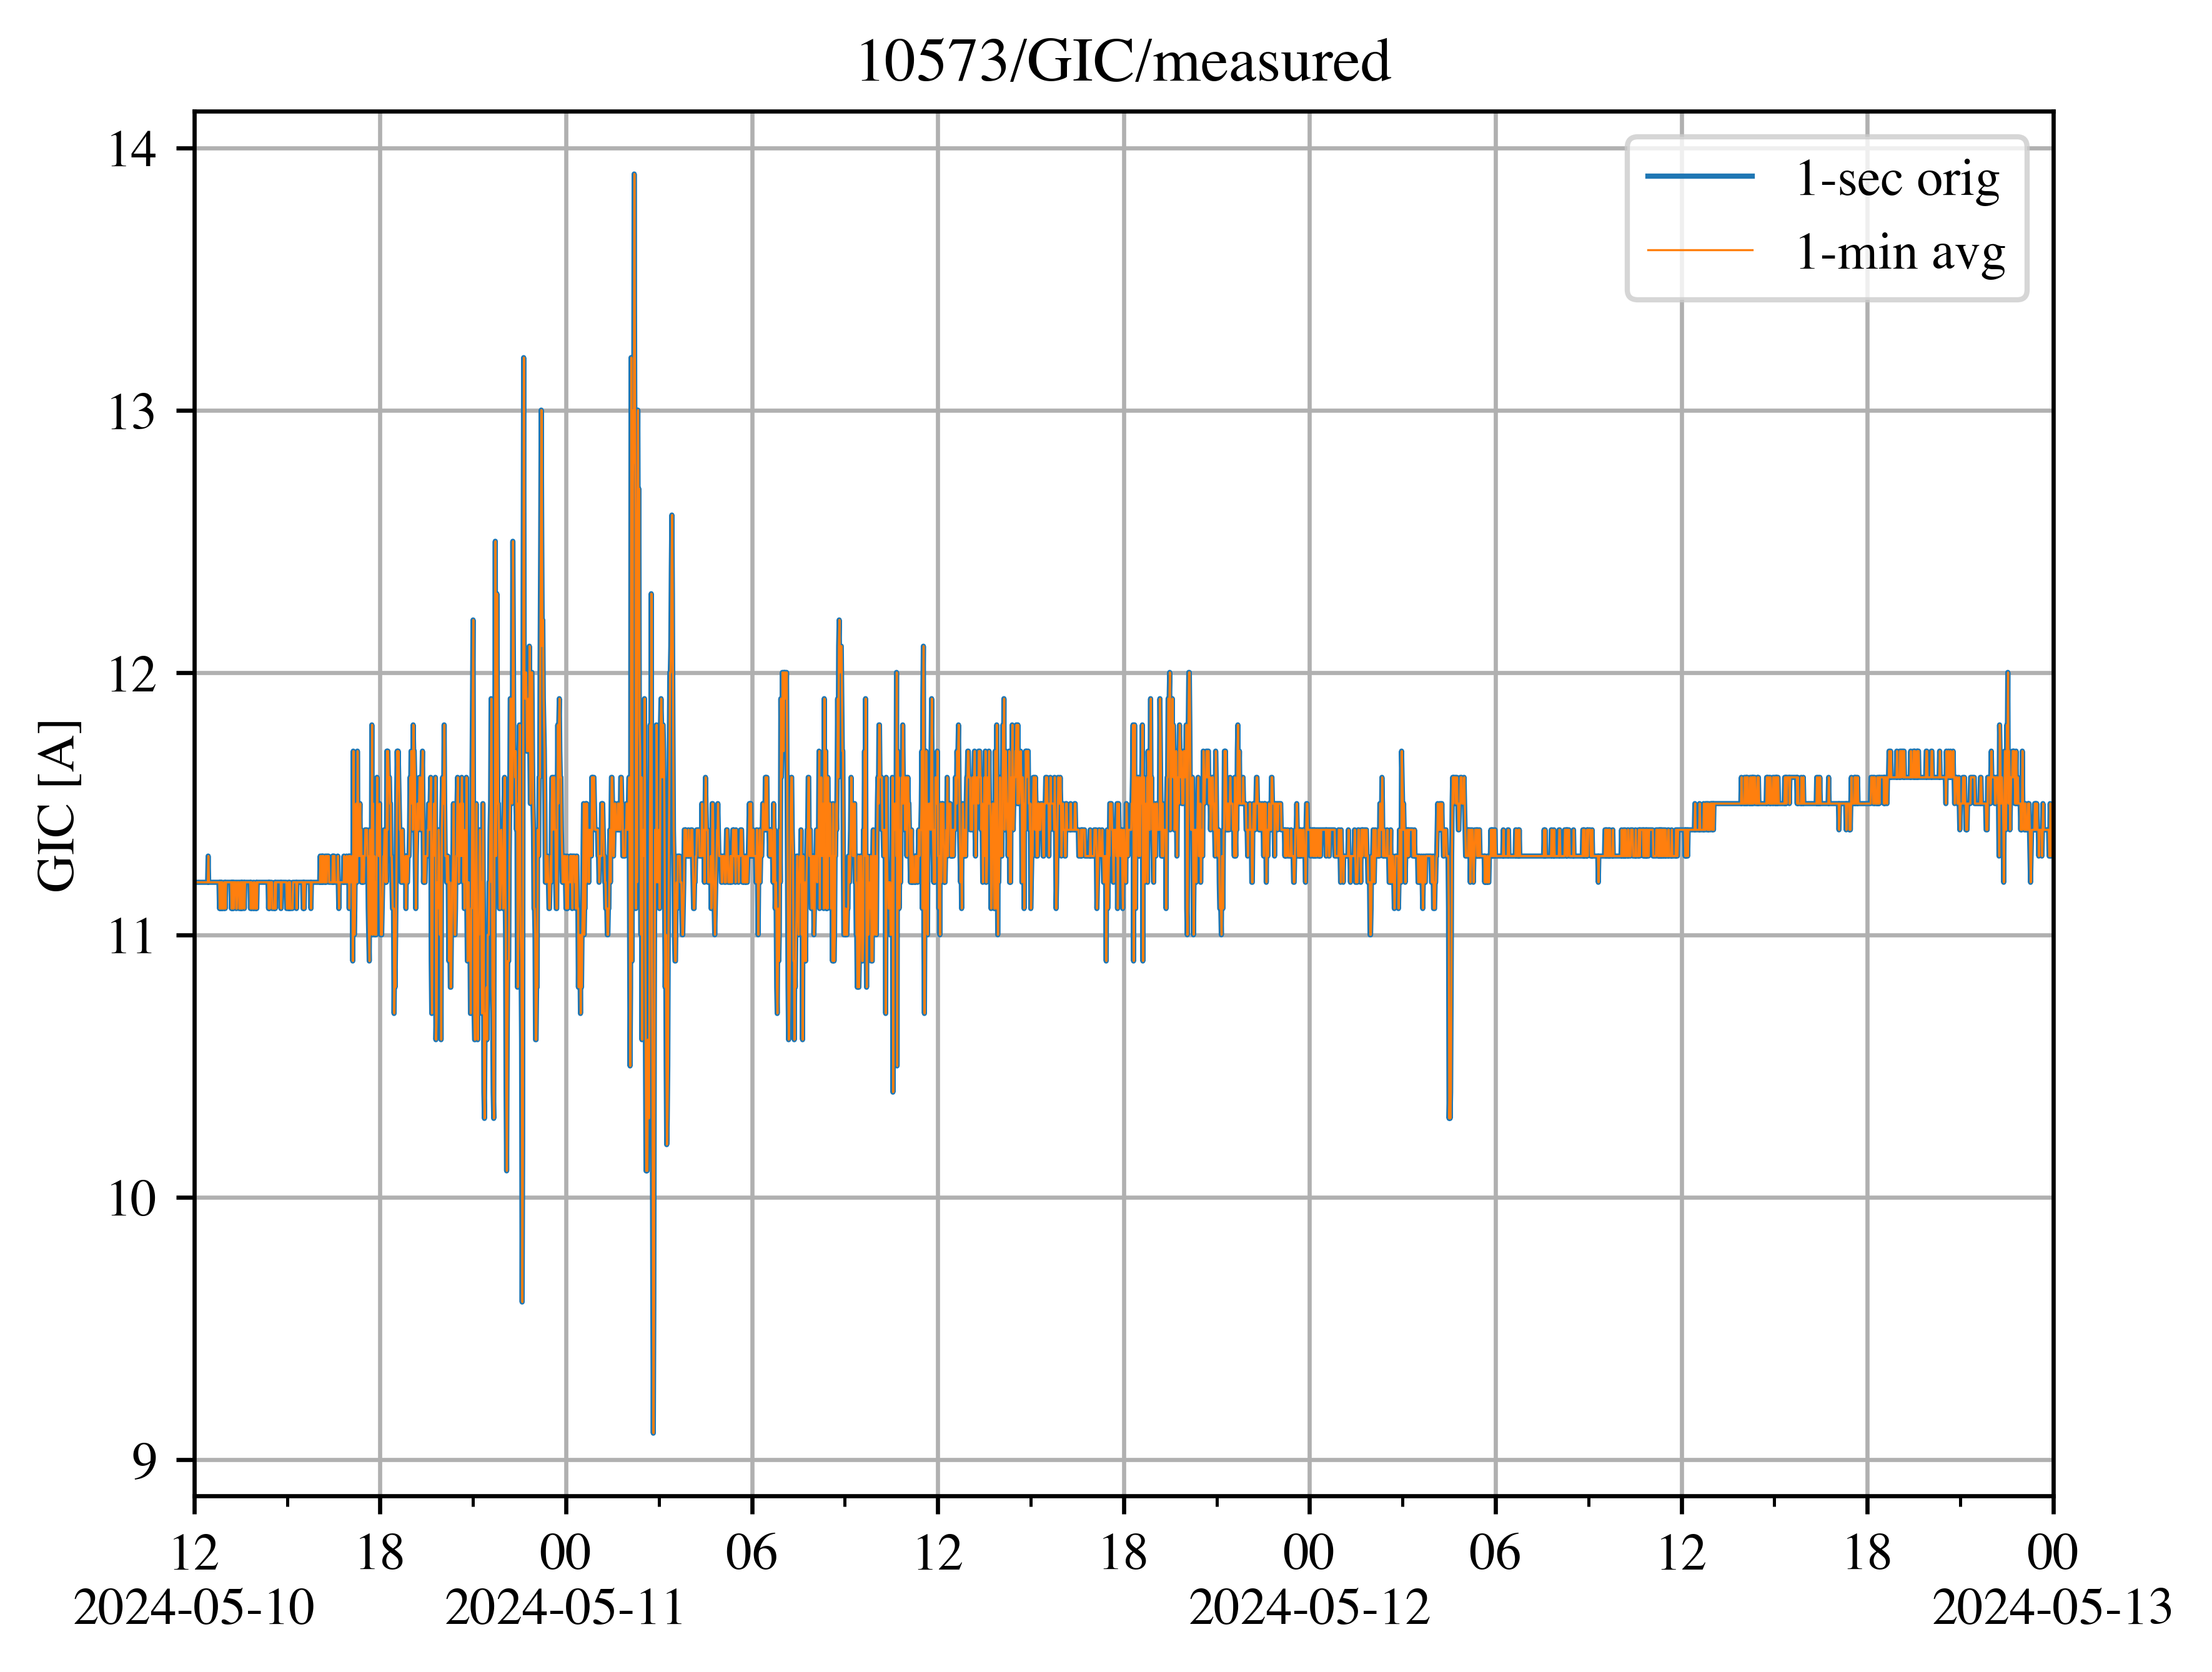 10573/GIC/measured
14
13
12
11
10
9
GIC [A]
1-sec orig
1-min avg
12 18 00 06 12 18 00 06 12 18 00
2024-05-10 2024-05-11 2024-05-12 2024-05-13